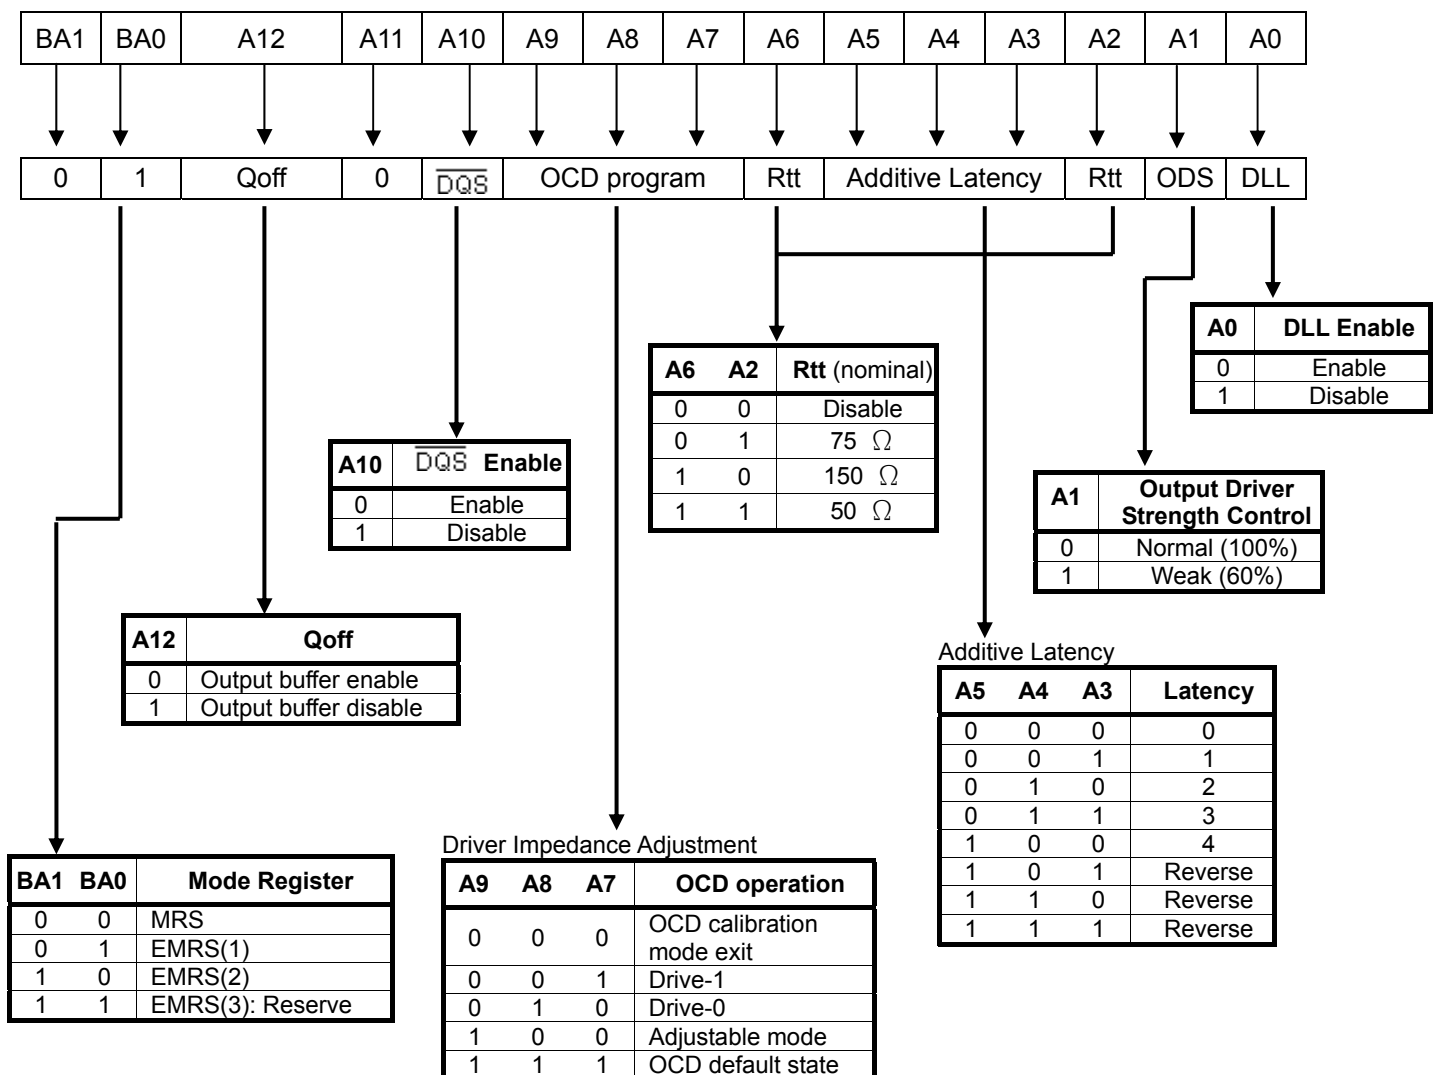 BA1 BA0 A12 A11 A10 A9 A8 A7 A6 A5 A4 A3 A2 A1 A0
0 1 Qoff 0 DQS OCD program Rtt Additive Latency Rtt ODS DLL
A0 DLL Enable
0 Enable
1 Disable
A6 A2 Rtt (nominal)
0 0 Disable
0 1 75 Ω
1 0 150 Ω
1 1 50 Ω
A10 DQS Enable
0 Enable
1 Disable
A1 Output Driver
Strength Control
0 Normal (100%)
1 Weak (60%)
A12 Qoff
0 Output buffer enable
1 Output buffer disable
Additive Latency
A5 A4 A3 Latency
0 0 0 0
0 0 1 1
0 1 0 2
0 1 1 3
1 0 0 4
1 0 1 Reverse
1 1 0 Reverse
1 1 1 Reverse
BA1 BA0 Mode Register
0 0 MRS
0 1 EMRS(1)
1 0 EMRS(2)
1 1 EMRS(3): Reserve
Driver Impedance Adjustment
A9 A8 A7 OCD operation
0 0 0 OCD calibration
mode exit
0 0 1 Drive-1
0 1 0 Drive-0
1 0 0 Adjustable mode
1 1 1 OCD default state